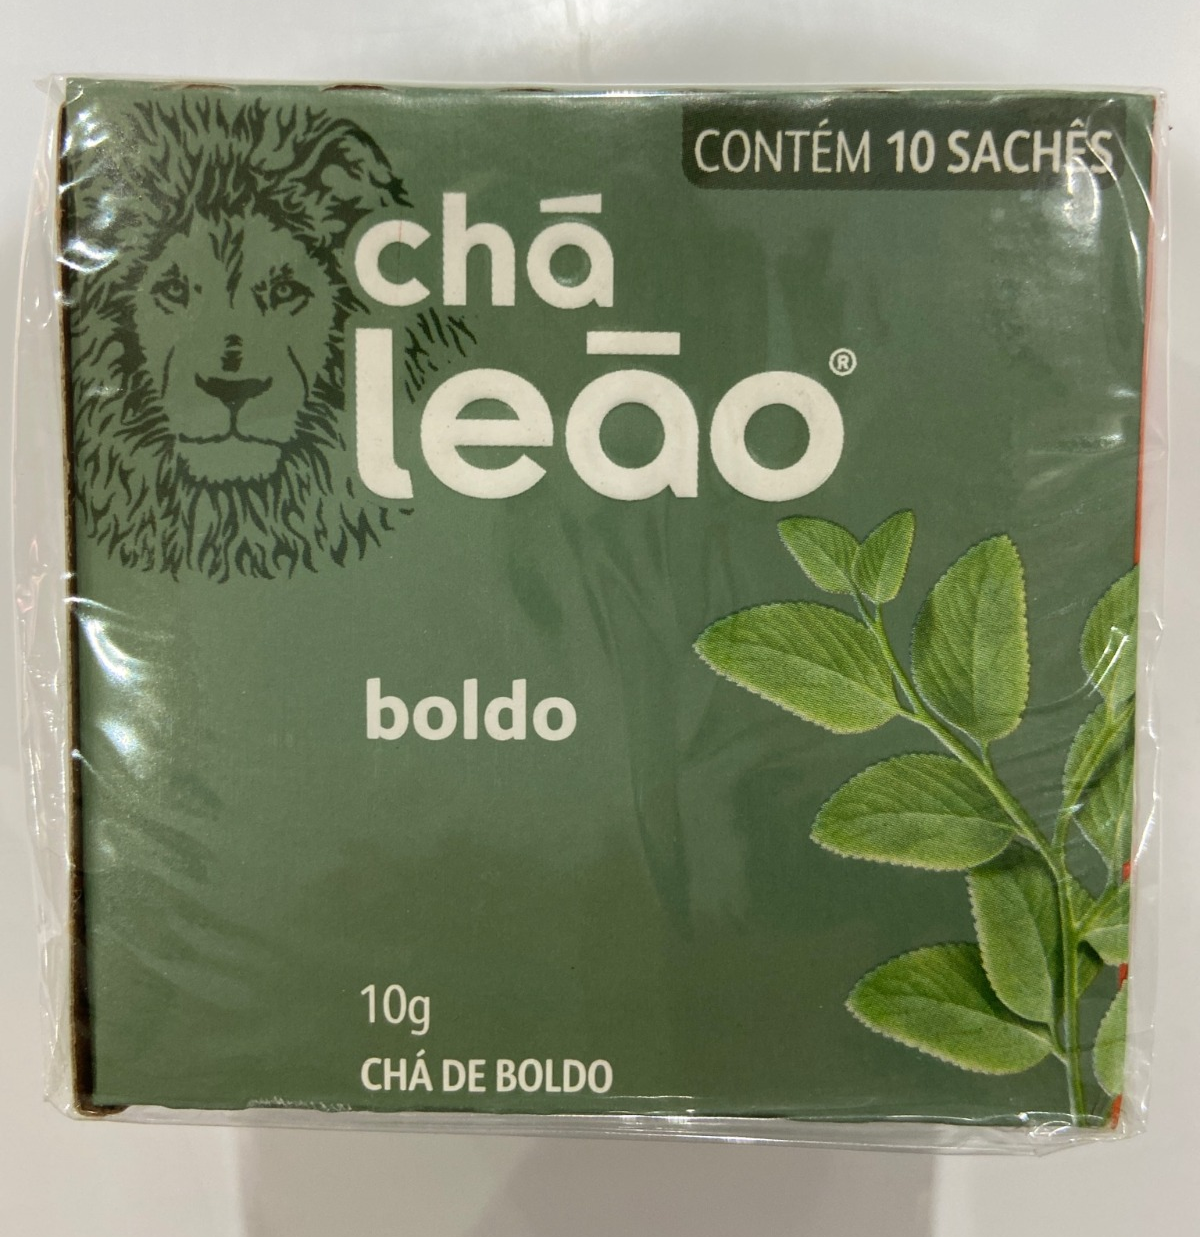 CONTÉM 10 SACHÊS
chá
leão®
boldo
10g
CHÁ DE BOLDO